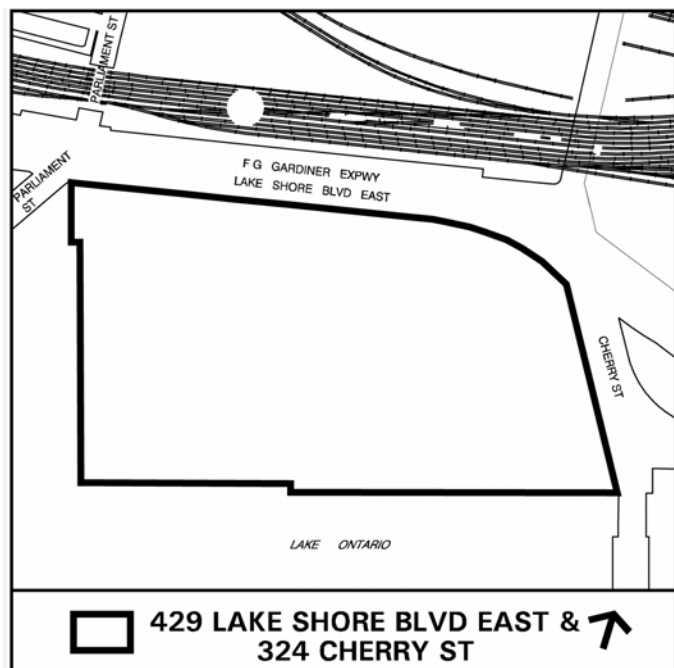 PARLIAMENT ST
PARLIAMENT
ST
F G GARDINER EXPWY
LAKE SHORE BLVD EAST
CHERRY ST
LAKE ONTARIO
429 LAKE SHORE BLVD EAST &
324 CHERRY ST